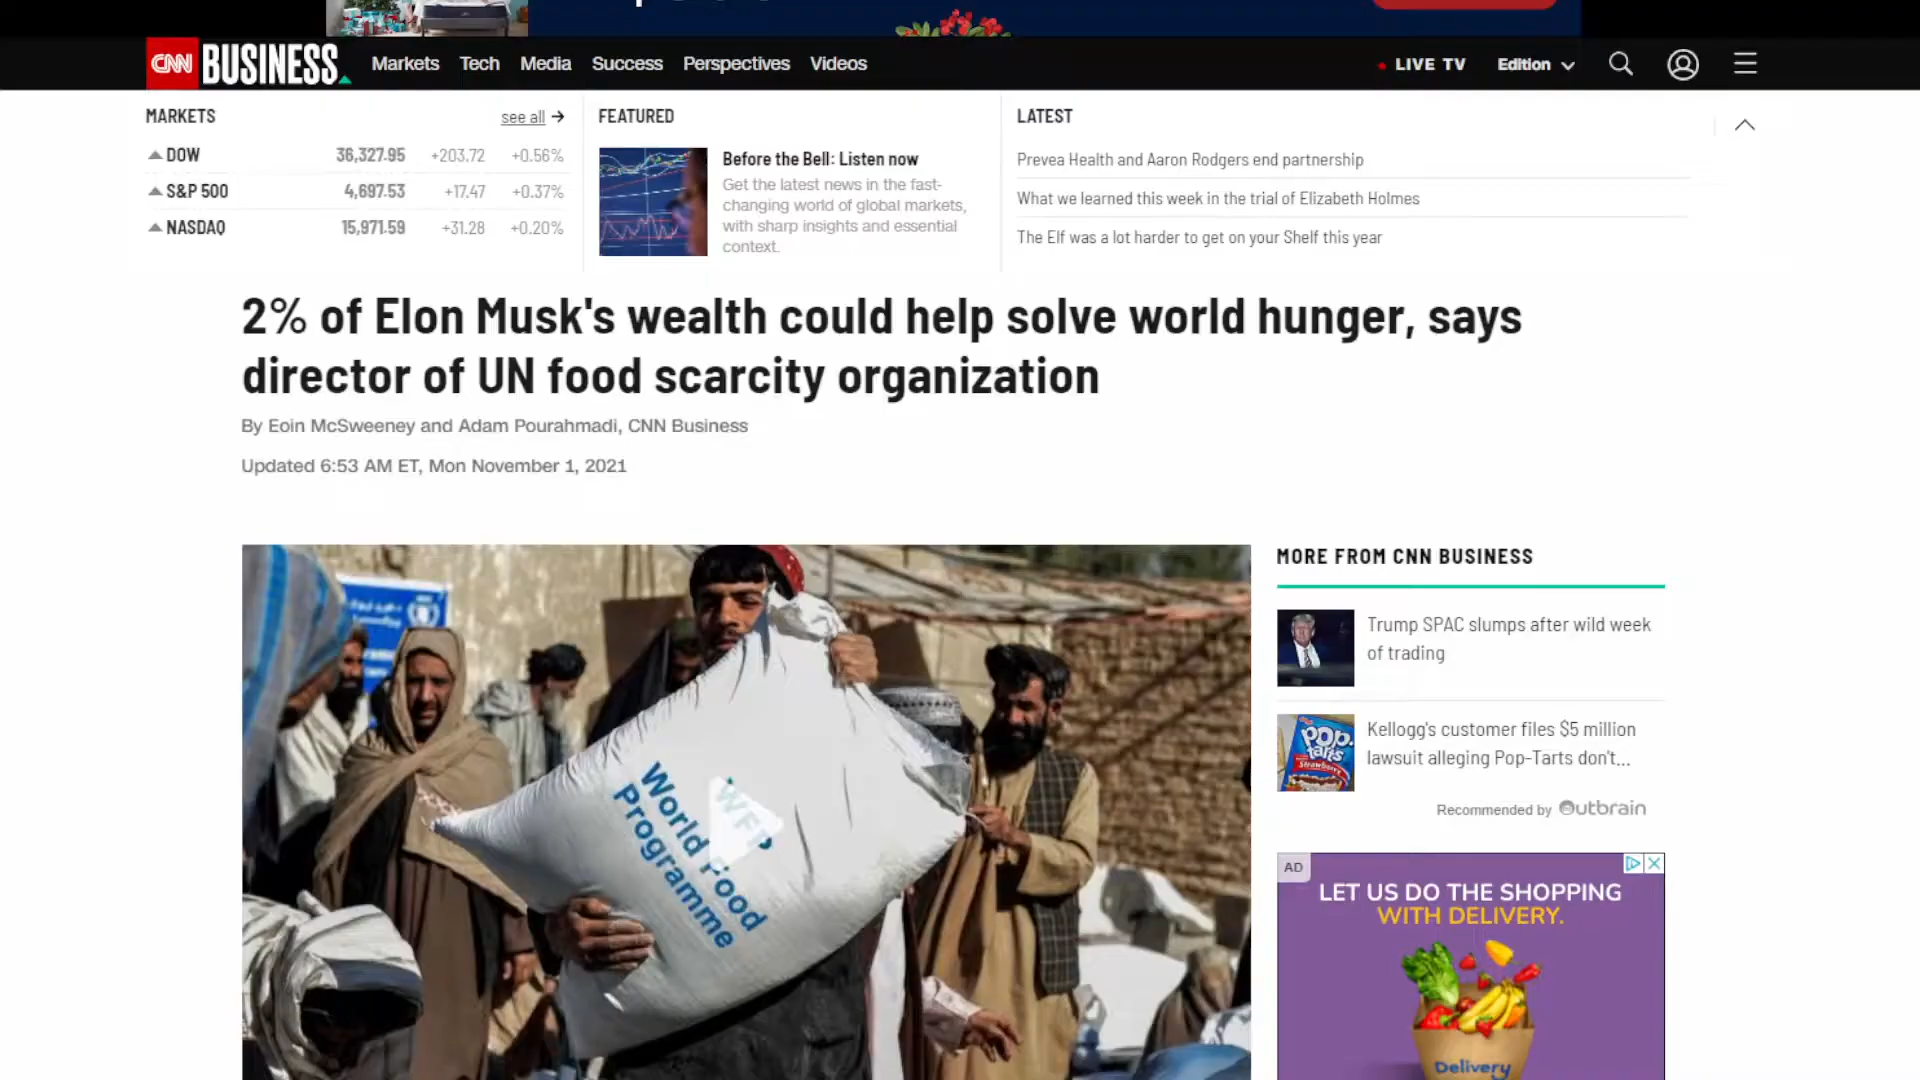 CNN BUSINESS
Markets Tech Media Success Perspectives Videos
LIVE TV Edition
MARKETS see all →
DOW 36,327.95 +203.72 +0.56%
S&P 500 4,697.53 +17.47 +0.37%
NASDAQ 15,971.59 +31.28 +0.20%
FEATURED
Before the Bell: Listen now
Get the latest news in the fast-
changing world of global markets,
with sharp insights and essential
context.
LATEST
Prevea Health and Aaron Rodgers end partnership
What we learned this week in the trial of Elizabeth Holmes
The Elf was a lot harder to get on your Shelf this year
2% of Elon Musk's wealth could help solve world hunger, says
director of UN food scarcity organization
By Eoin McSweeney and Adam Pourahmadi, CNN Business
Updated 6:53 AM ET, Mon November 1, 2021
WFP
World Food
Programme
MORE FROM CNN BUSINESS
Trump SPAC slumps after wild week
of trading
POP.
tarts
Strawberry
Kellogg's customer files $5 million
lawsuit alleging Pop-Tarts don't...
Recommended by Outbrain
AD
LET US DO THE SHOPPING
WITH DELIVERY.
Delivery